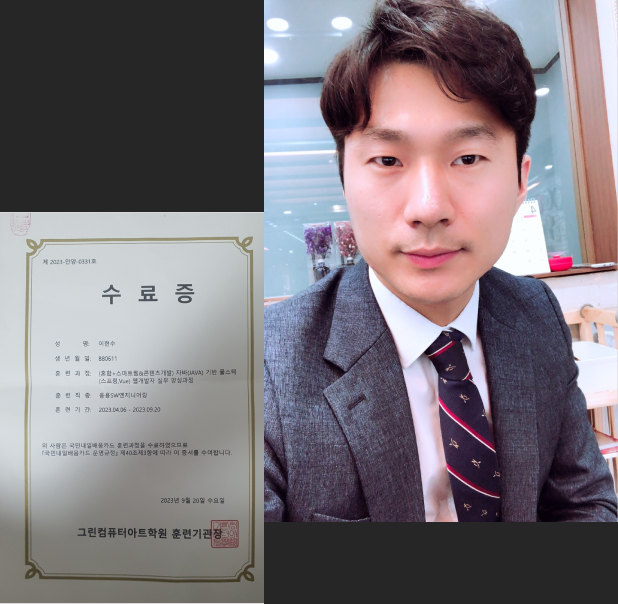 제 2023-안양-0331호
수 료 증
성 명: 이현수
생 년 월 일: 880611
훈 련 과 정: (혼합+스마트웹&콘텐츠개발) 자바(JAVA) 기반 풀스택
(스프링,Vue) 웹개발자 실무 양성과정
훈 련 직 종: 응용SW엔지니어링
훈 련 기 간: 2023.04.06 - 2023.09.20
위 사람은 국민내일배움카드 훈련과정을 수료하였으므로
「국민내일배움카드 운영규정」 제40조제3항에 따라 이 증서를 수여합니다.
2023년 9월 20일 수요일
그린컴퓨터아트학원 훈련기관장